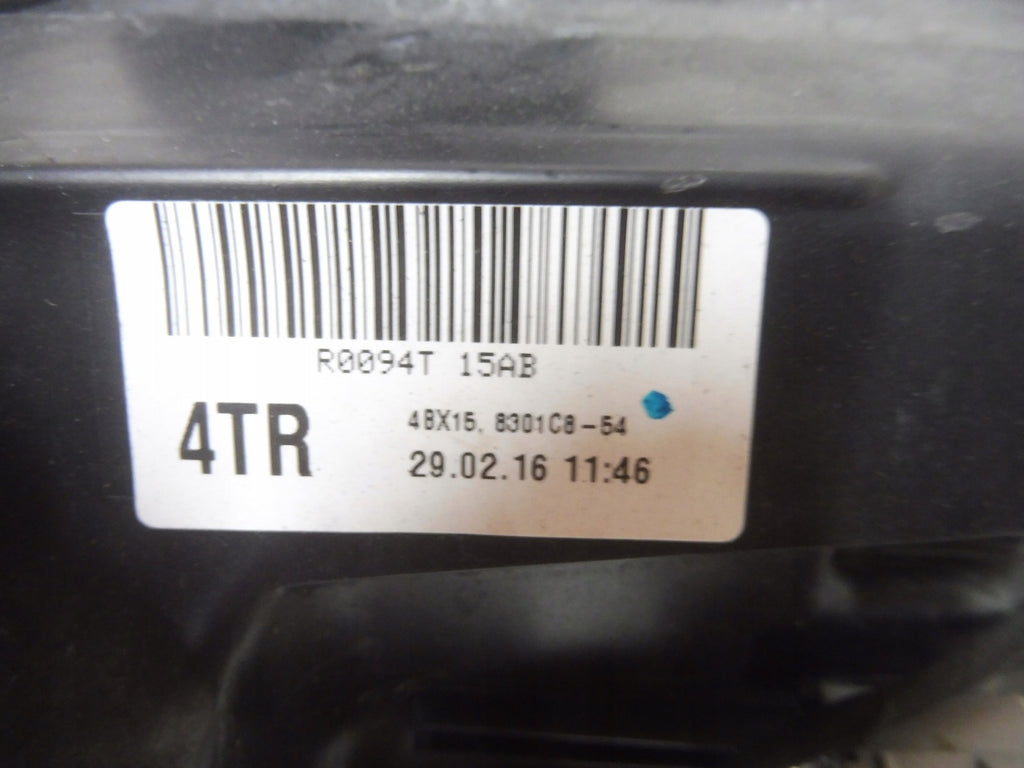 R0094T 15AB
4TR
4BX15, 8301C8-54
29.02.16 11:46